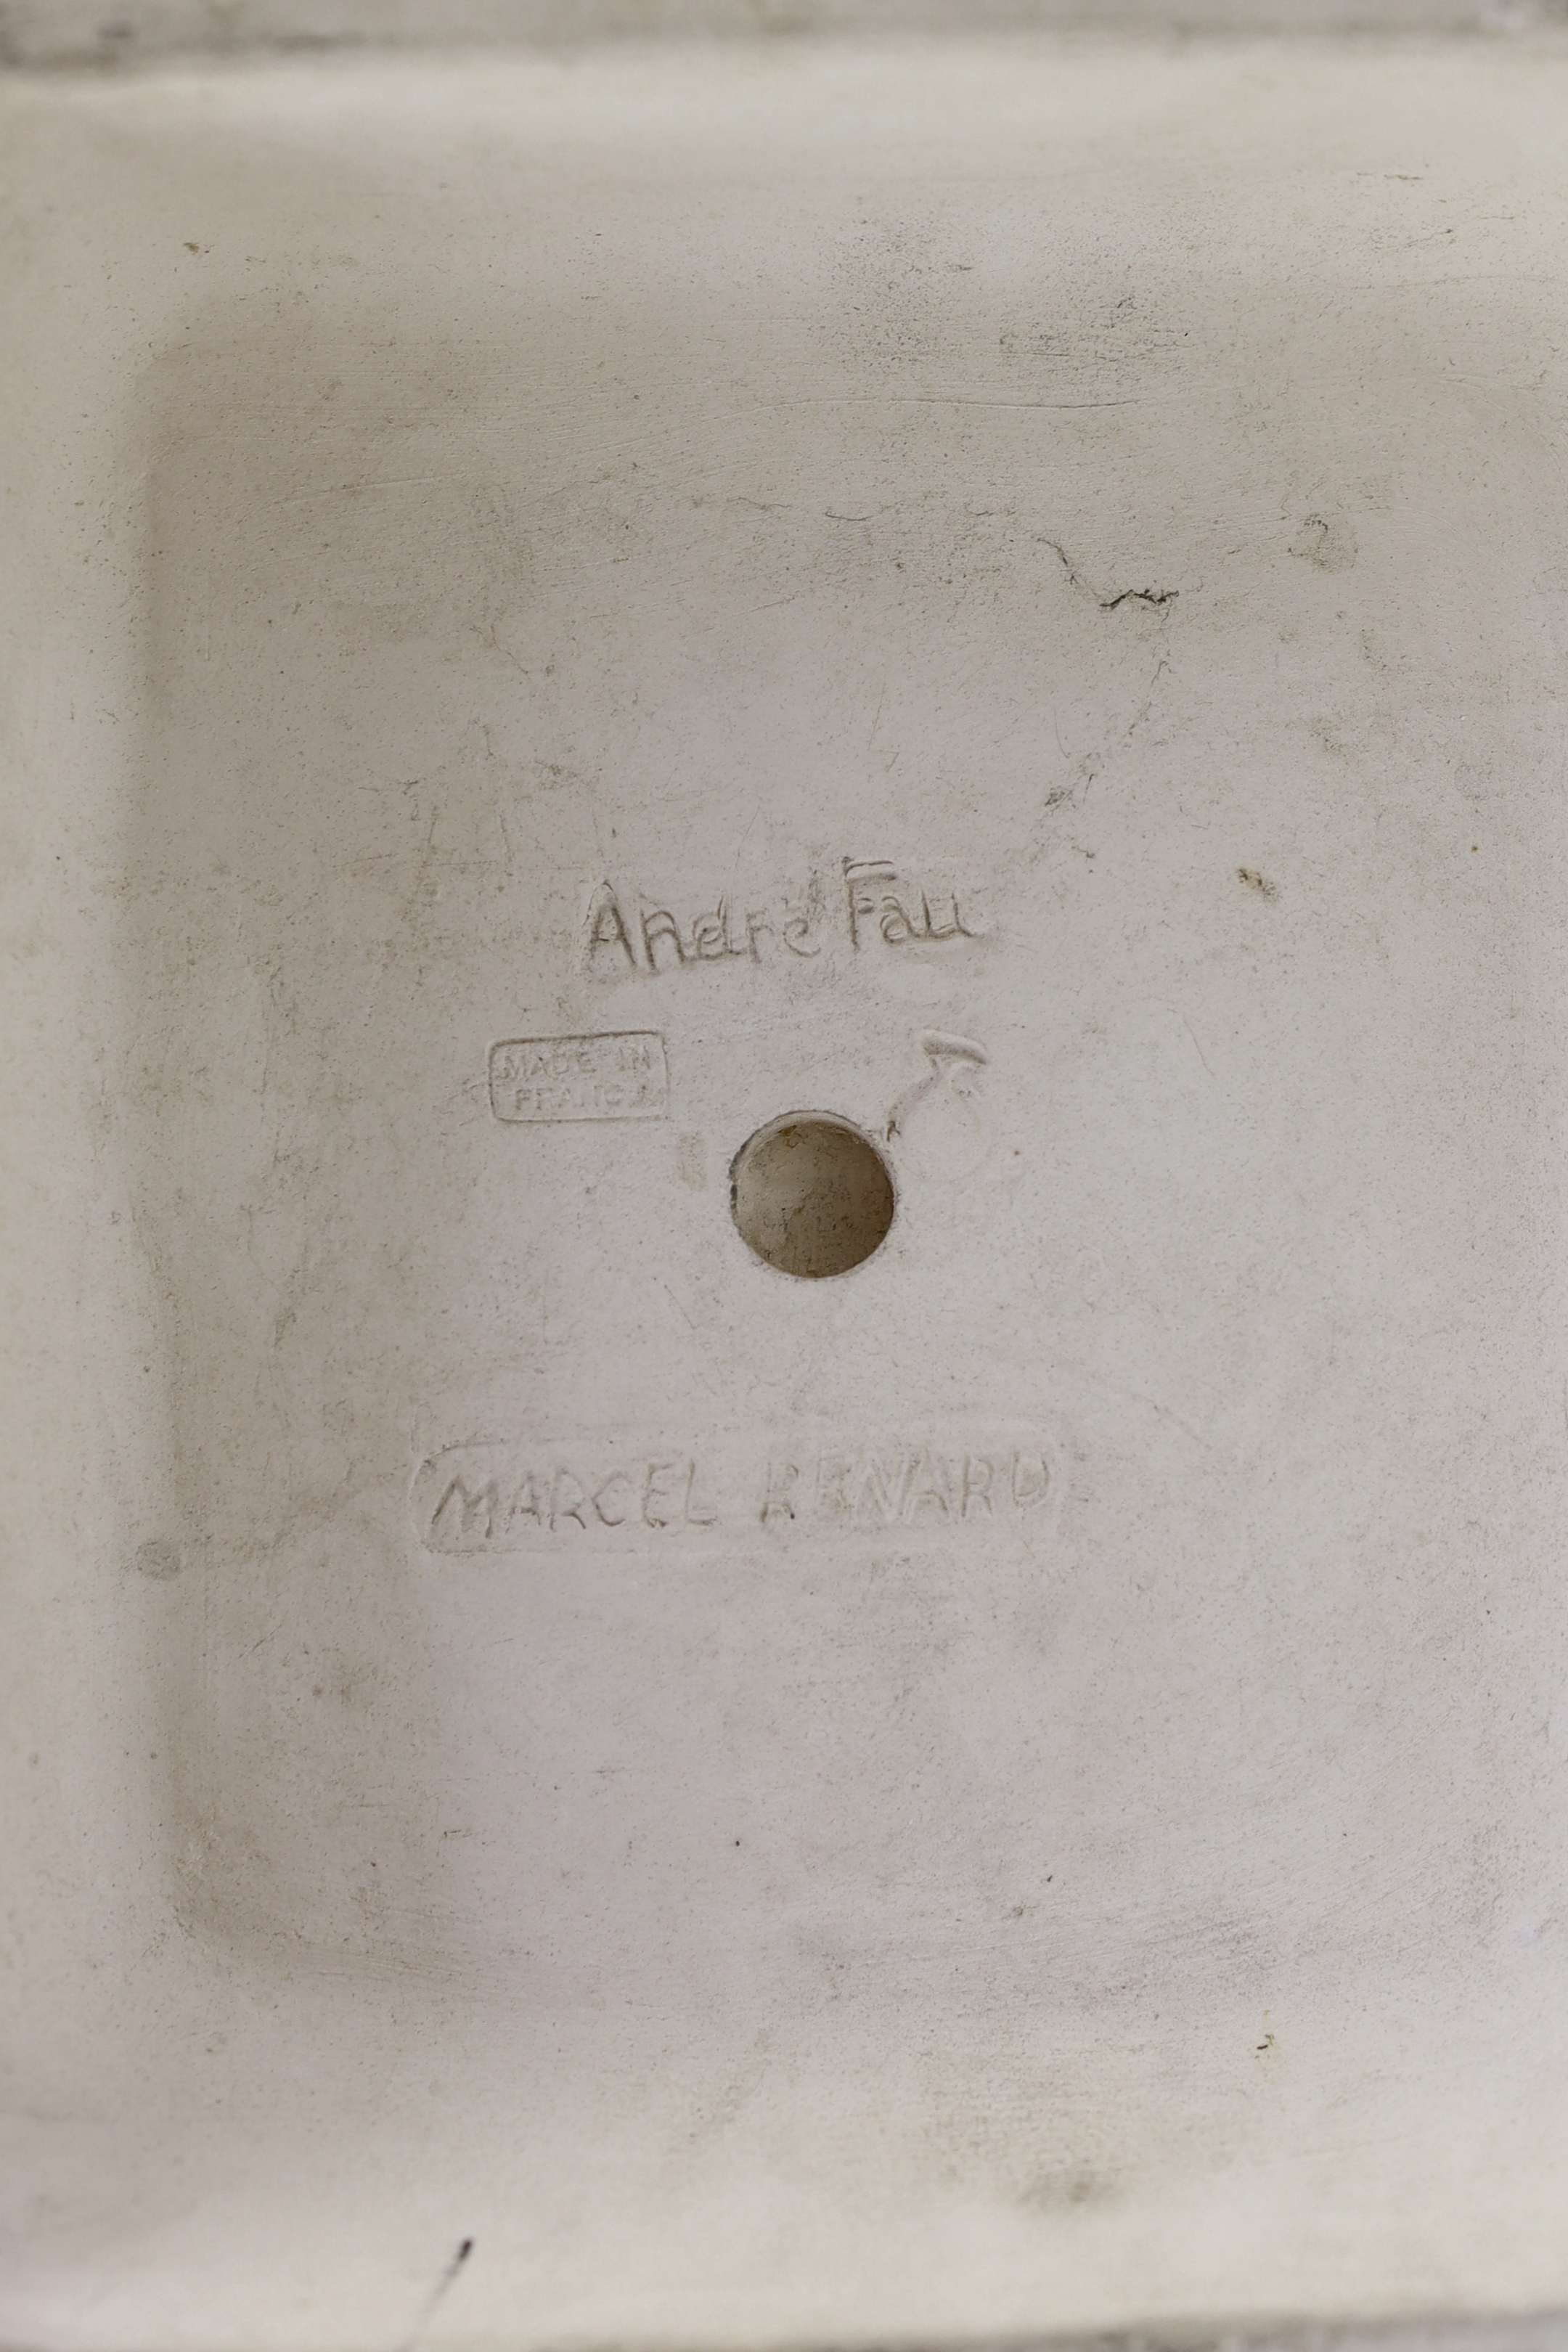 André Fau
MADE IN
FRANCE
MARCEL RENARD